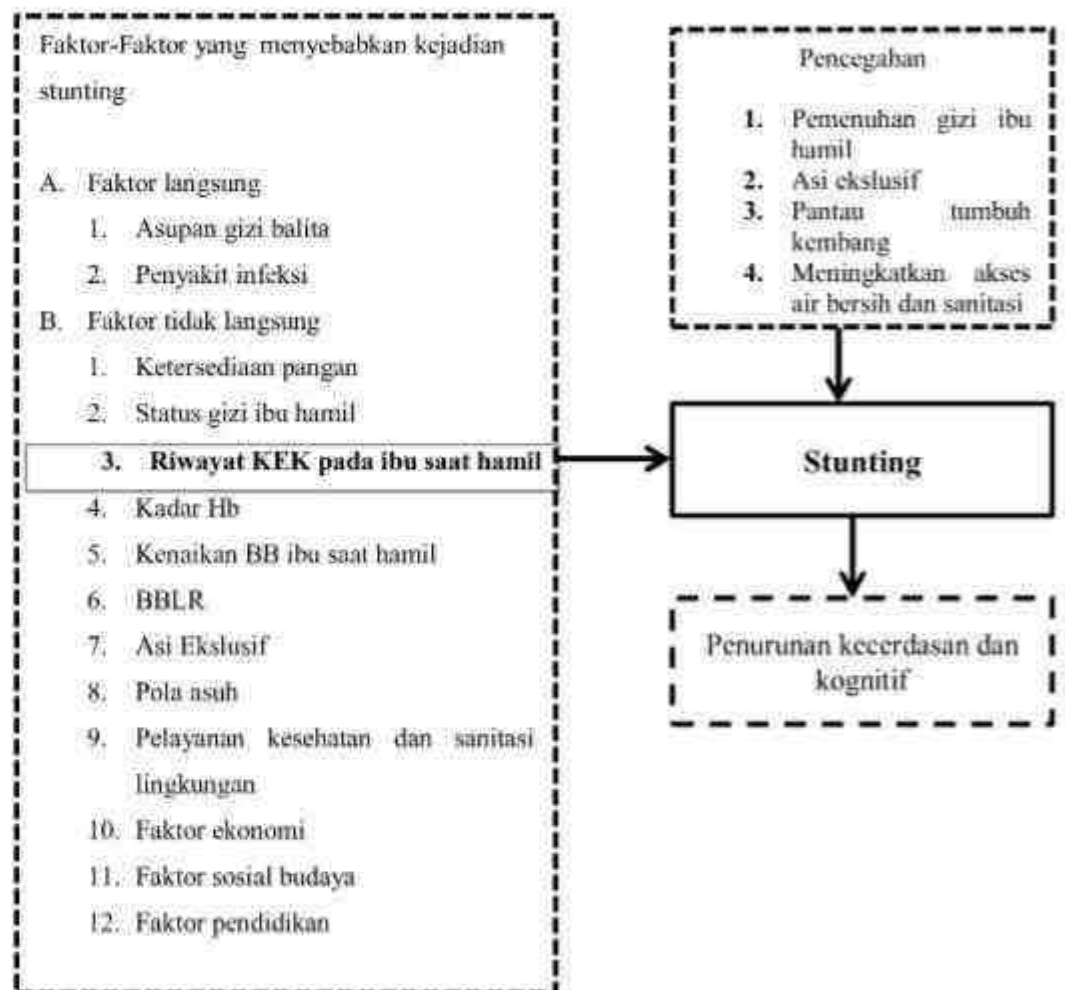 Faktor-Faktor yang menyebabkan kejadian
stunting
A. Faktor langsung
1. Asupan gizi balita
2. Penyakit infeksi
B. Faktor tidak langsung
1. Ketersediaan pangan
2. Status gizi ibu hamil
3. Riwayat KEK pada ibu saat hamil
4. Kadar Hb
5. Kenaikan BB ibu saat hamil
6. BBLR
7. Asi Ekslusif
8. Pola asuh
9. Pelayanan kesehatan dan sanitasi
lingkungan
10. Faktor ekonomi
11. Faktor sosial budaya
12. Faktor pendidikan
Pencegahan
1. Pemenuhan gizi ibu
hamil
2. Asi ekslusif
3. Pantau tumbuh
kembang
4. Meningkatkan akses
air bersih dan sanitasi
Stunting
Penurunan kecerdasan dan
kognitif